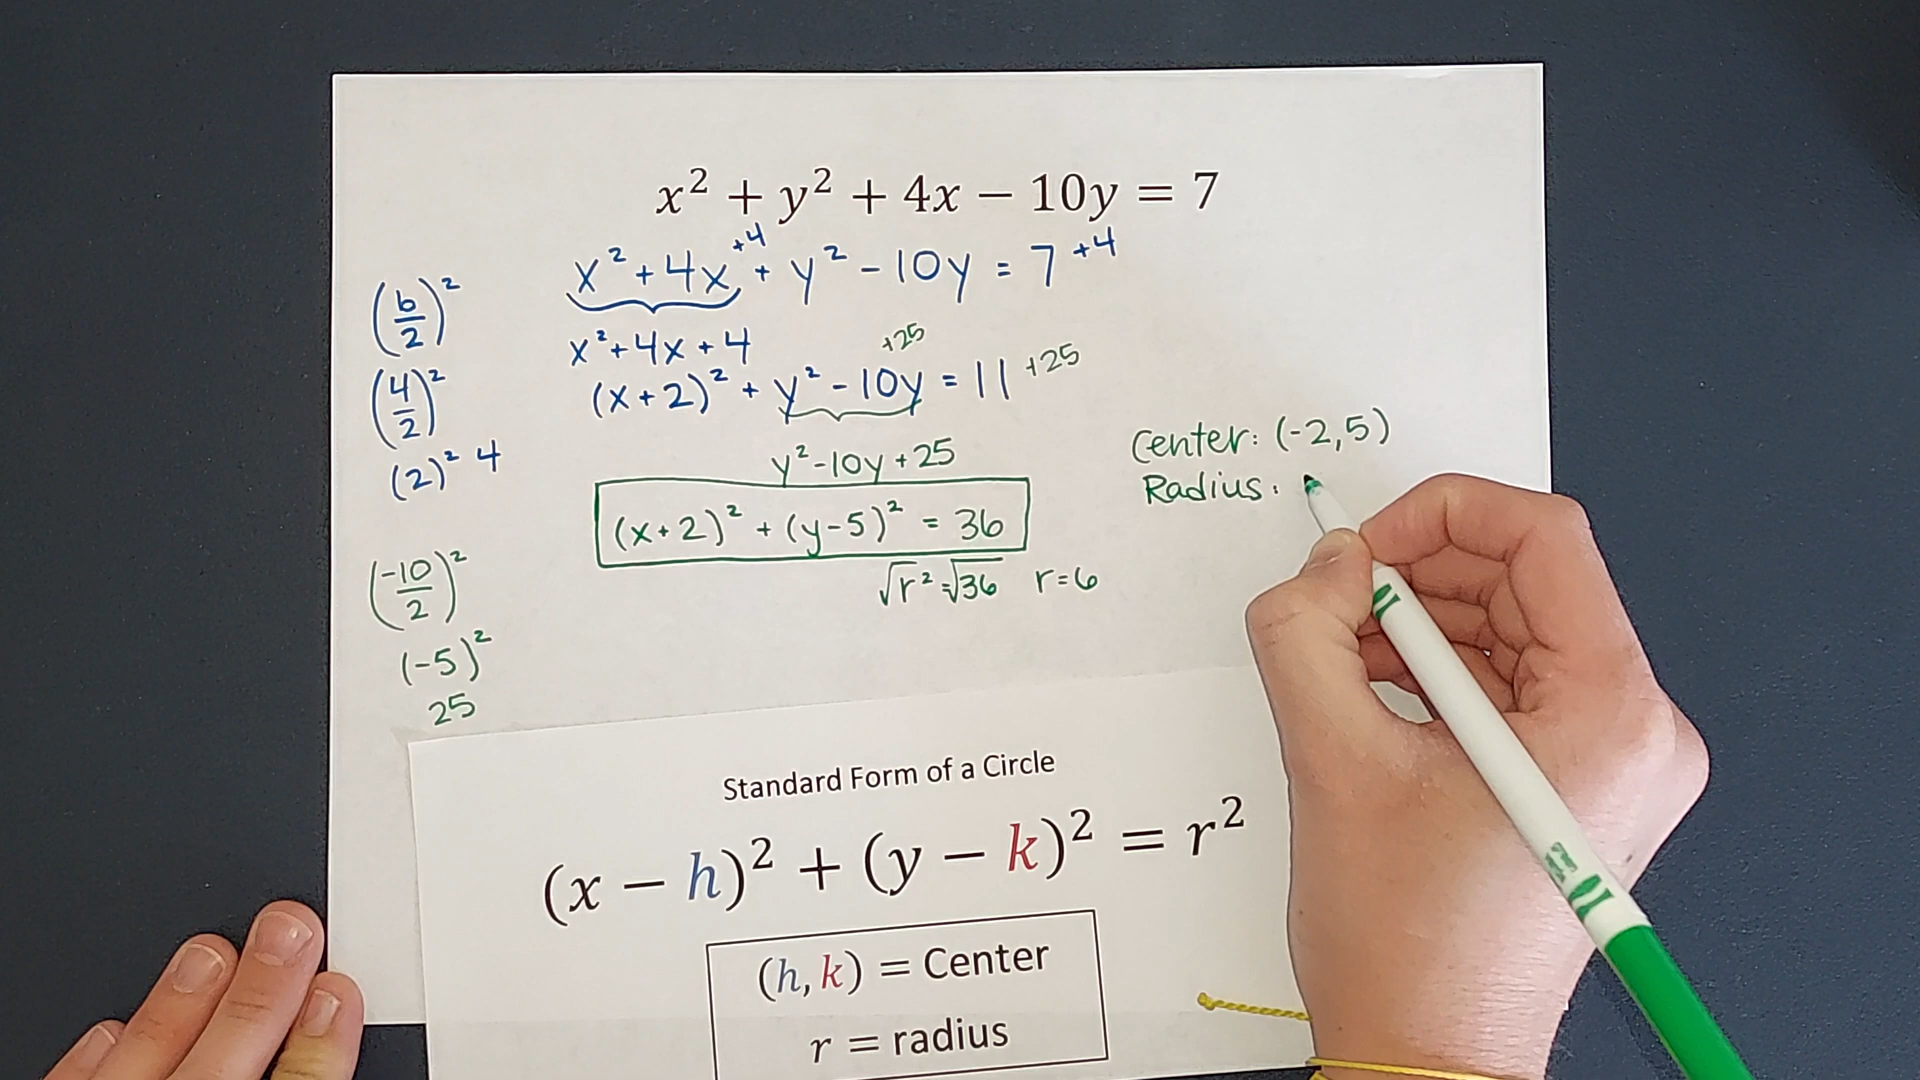 x² + y² + 4x − 10y = 7
x² + 4x +4 + y² − 10y = 7 +4
x² + 4x + 4
(x+2)² + y² − 10y +25 = 11 +25
y² − 10y + 25
(x+2)² + (y−5)² = 36
√r² = √36 r = 6
(b/2)²
(4/2)²
(2)² 4
(-10/2)²
(-5)²
25
Center: (-2,5)
Radius:
Standard Form of a Circle
(x − h)² + (y − k)² = r²
(h, k) = Center
r = radius